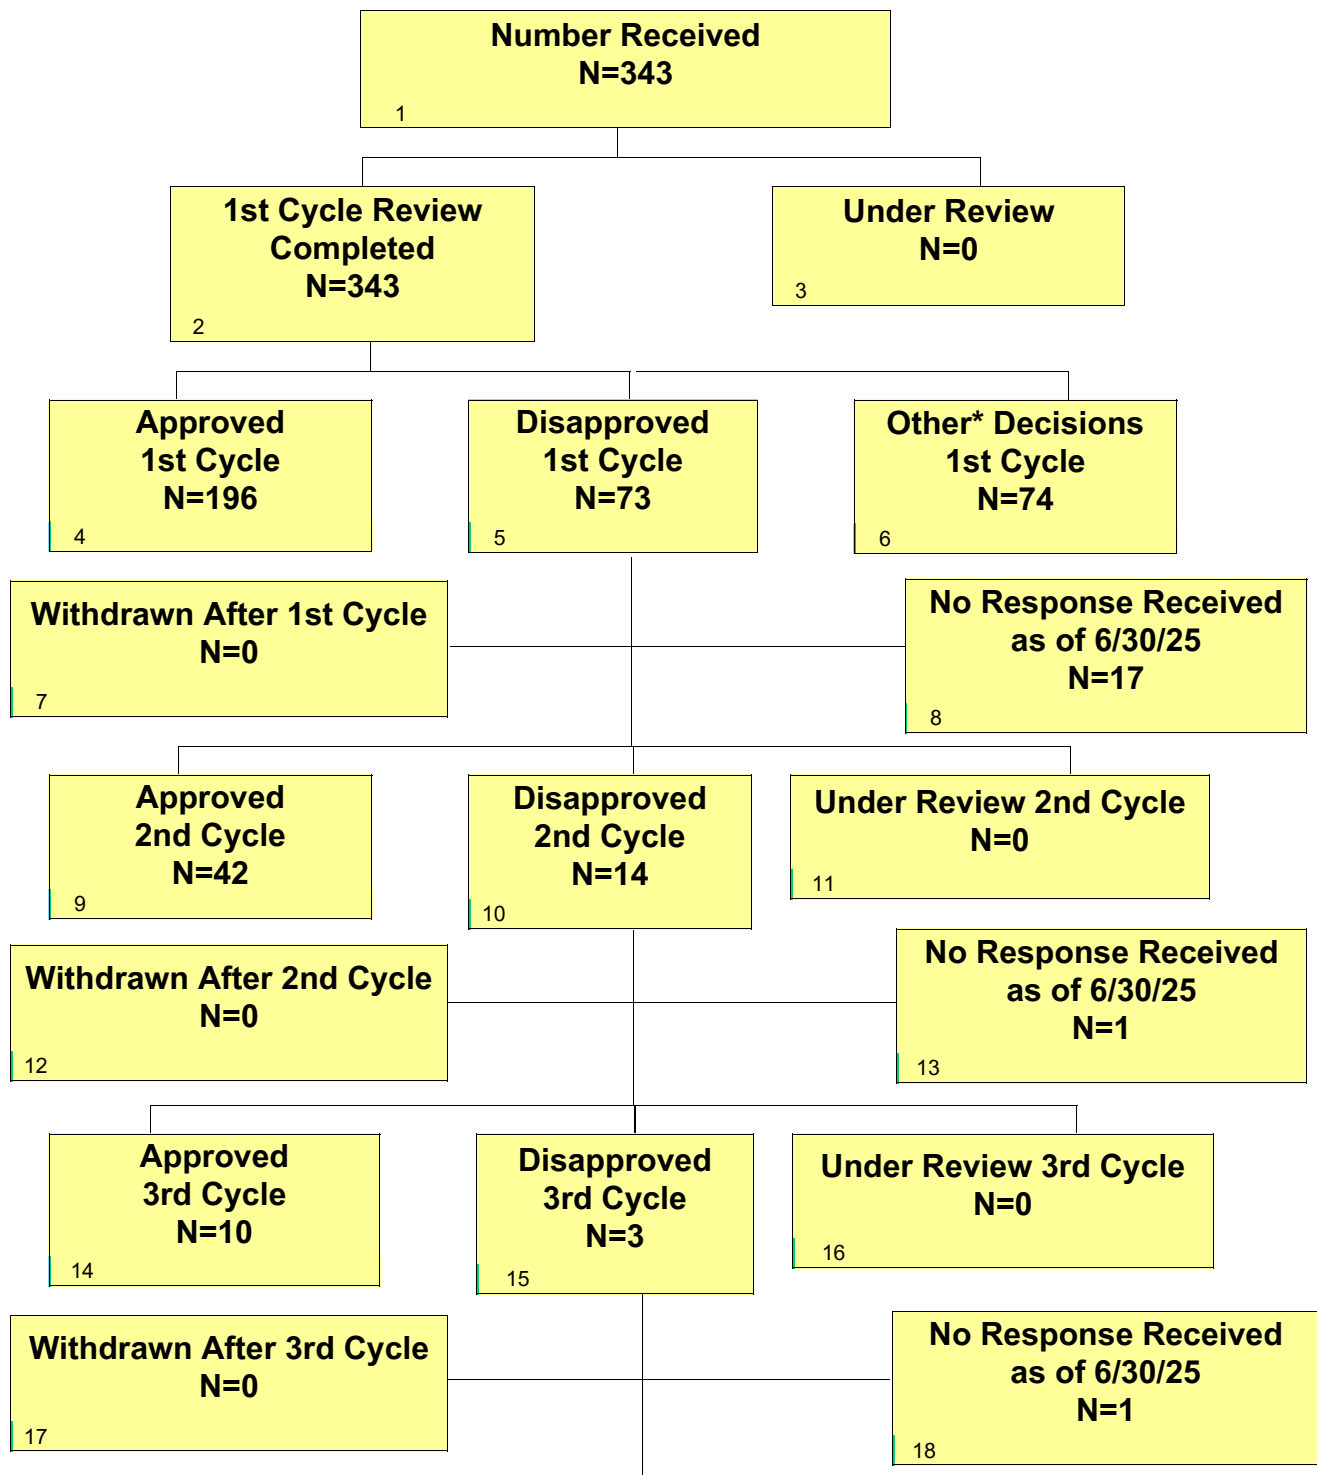 Number Received
N=343
1
1st Cycle Review
Completed
N=343
2
Under Review
N=0
3
Approved
1st Cycle
N=196
4
Disapproved
1st Cycle
N=73
5
Other* Decisions
1st Cycle
N=74
6
Withdrawn After 1st Cycle
N=0
7
No Response Received
as of 6/30/25
N=17
8
Approved
2nd Cycle
N=42
9
Disapproved
2nd Cycle
N=14
10
Under Review 2nd Cycle
N=0
11
Withdrawn After 2nd Cycle
N=0
12
No Response Received
as of 6/30/25
N=1
13
Approved
3rd Cycle
N=10
14
Disapproved
3rd Cycle
N=3
15
Under Review 3rd Cycle
N=0
16
Withdrawn After 3rd Cycle
N=0
17
No Response Received
as of 6/30/25
N=1
18